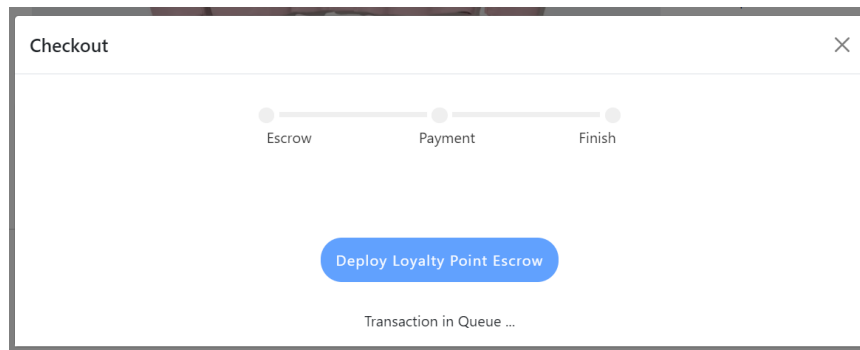 Checkout
Escrow Payment Finish
Deploy Loyalty Point Escrow
Transaction in Queue ...